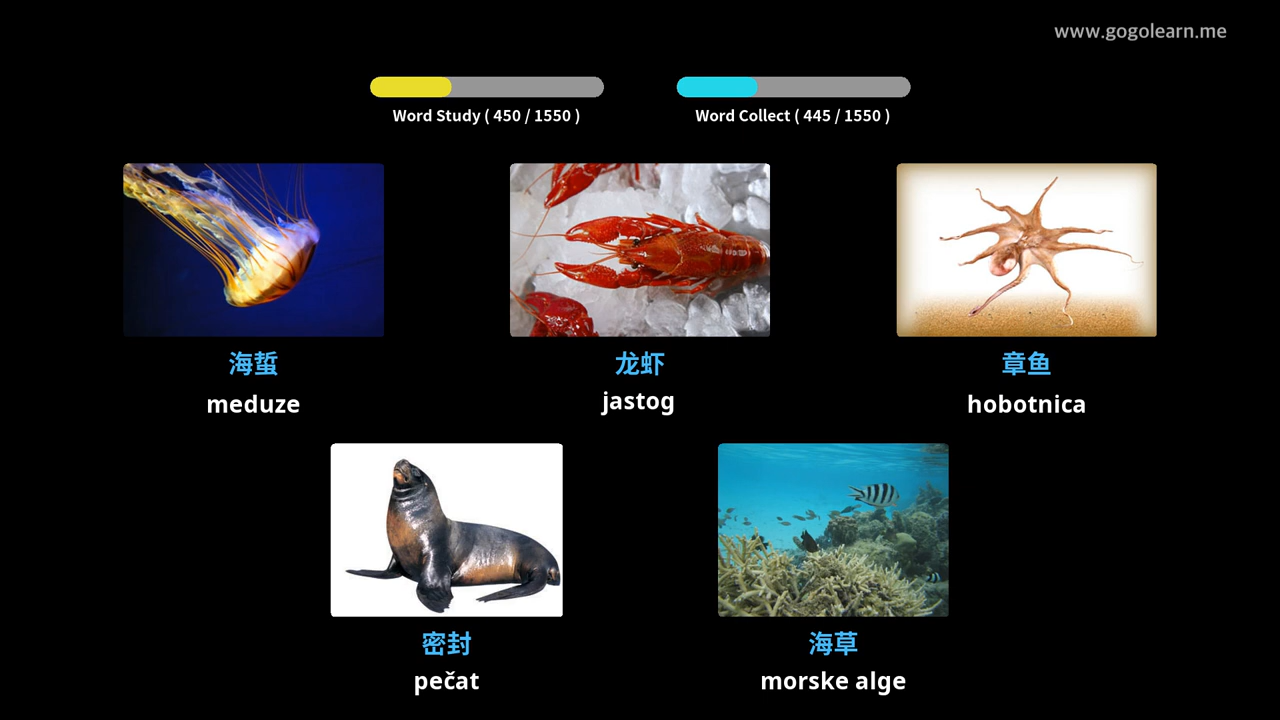 www.gogolearn.me
Word Study ( 450 / 1550 )
Word Collect ( 445 / 1550 )
海蜇
龙虾
章鱼
meduze
jastog
hobotnica
密封
海草
pečat
morske alge